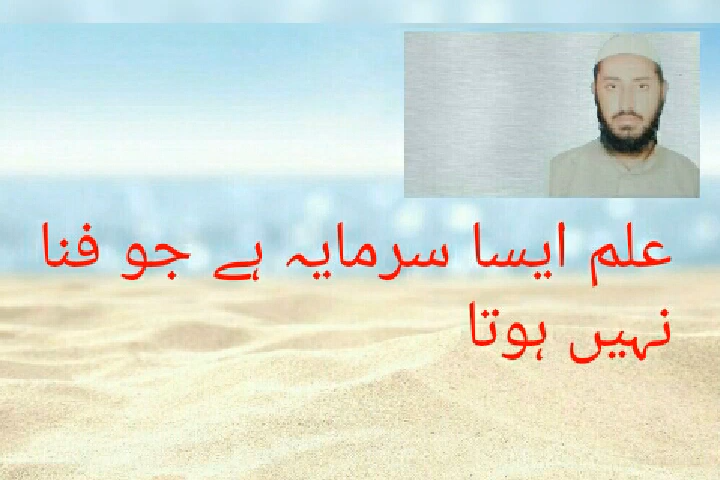 علم ایسا سرمایہ ہے جو فنا
نہیں ہوتا